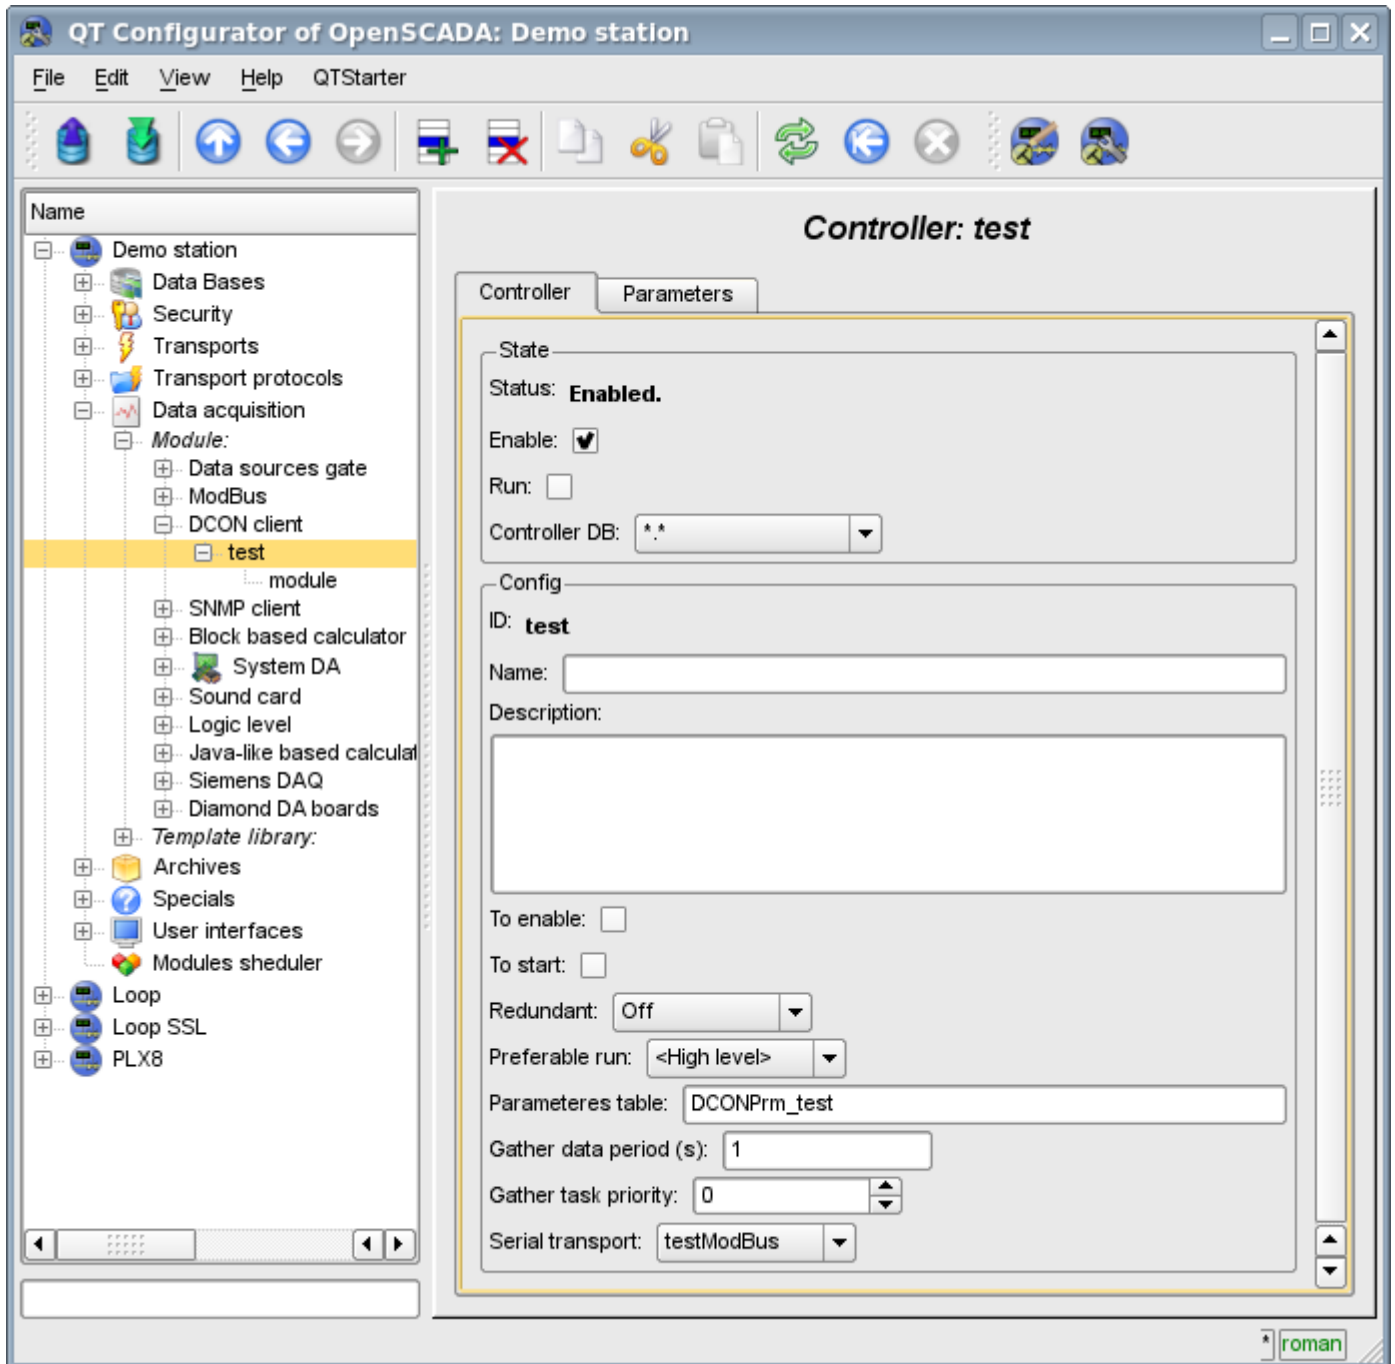 QT Configurator of OpenSCADA: Demo station
File Edit View Help QTStarter
Name
Demo station
Data Bases
Security
Transports
Transport protocols
Data acquisition
Module:
Data sources gate
ModBus
DCON client
test
module
SNMP client
Block based calculator
System DA
Sound card
Logic level
Java-like based calculat
Siemens DAQ
Diamond DA boards
Template library:
Archives
Specials
User interfaces
Modules sheduler
Loop
Loop SSL
PLX8
Controller: test
Controller Parameters
State
Status: Enabled.
Enable:
Run:
Controller DB: *.*
Config
ID: test
Name:
Description:
To enable:
To start:
Redundant: Off
Preferable run: <High level>
Parameteres table: DCONPrm_test
Gather data period (s): 1
Gather task priority: 0
Serial transport: testModBus
* roman